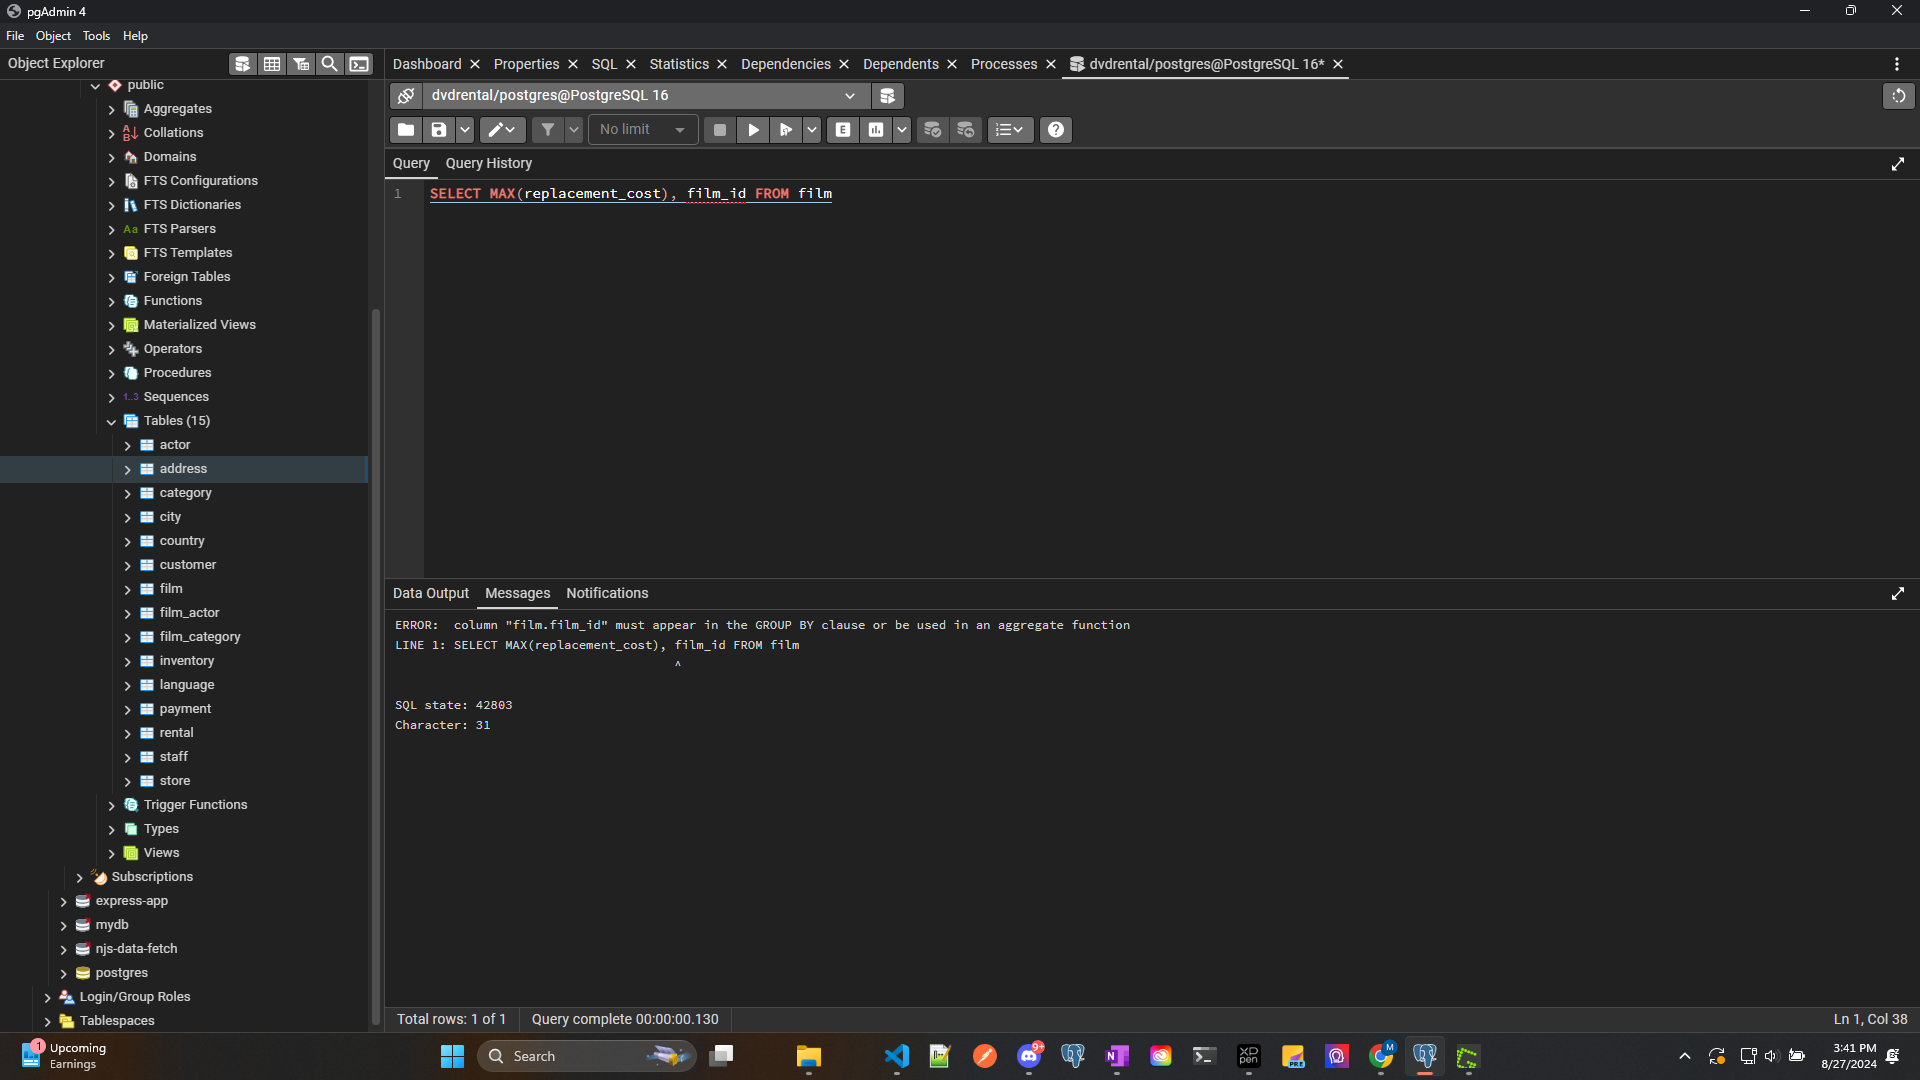 pgAdmin 4
File Object Tools Help
Object Explorer
Dashboard Properties SQL Statistics Dependencies Dependents Processes dvdrental/postgres@PostgreSQL 16*
dvdrental/postgres@PostgreSQL 16
No limit
E
Query Query History
1 SELECT MAX(replacement_cost), film_id FROM film
public
Aggregates
Collations
Domains
FTS Configurations
FTS Dictionaries
Aa FTS Parsers
FTS Templates
Foreign Tables
Functions
Materialized Views
Operators
Procedures
1..3 Sequences
Tables (15)
actor
address
category
city
country
customer
film
film_actor
film_category
inventory
language
payment
rental
staff
store
Trigger Functions
Types
Views
Subscriptions
express-app
mydb
njs-data-fetch
postgres
Login/Group Roles
Tablespaces
Data Output Messages Notifications
ERROR:  column "film.film_id" must appear in the GROUP BY clause or be used in an aggregate function
LINE 1: SELECT MAX(replacement_cost), film_id FROM film
^
SQL state: 42803
Character: 31
Total rows: 1 of 1 Query complete 00:00:00.130 Ln 1, Col 38
1 Upcoming
Earnings
Search
9+
N
XP
pen
PRE
M
3:41 PM
8/27/2024